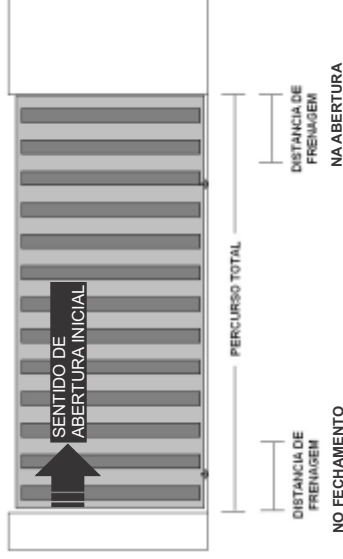 SENTIDO DE
ABERTURA INICIAL
PERCURSO TOTAL
DISTANCIA DE
FRENAGEM
NO FECHAMENTO
DISTANCIA DE
FRENAGEM
NA ABERTURA